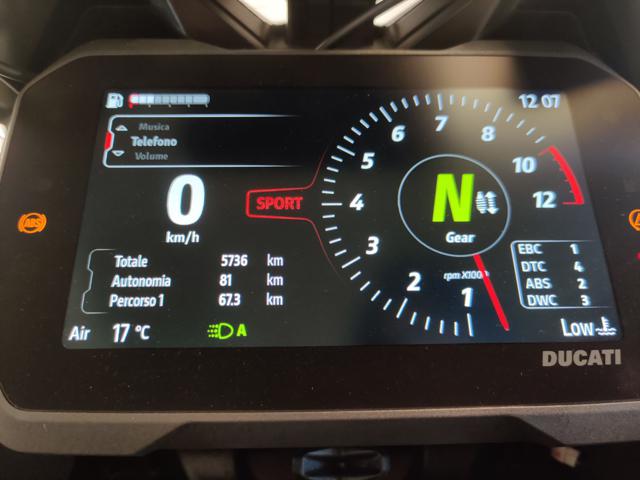 12 07
Musica
Telefono
Volume
0
km/h
SPORT
Totale 5736 km
Autonomia 81 km
Percorso 1 67.3 km
Air 17 °C
A
1
2
3
4
5
6
7
8
10
12
N
Gear
rpm X1000
EBC 1
DTC 4
ABS 2
DWC 3
Low
DUCATI
ABS